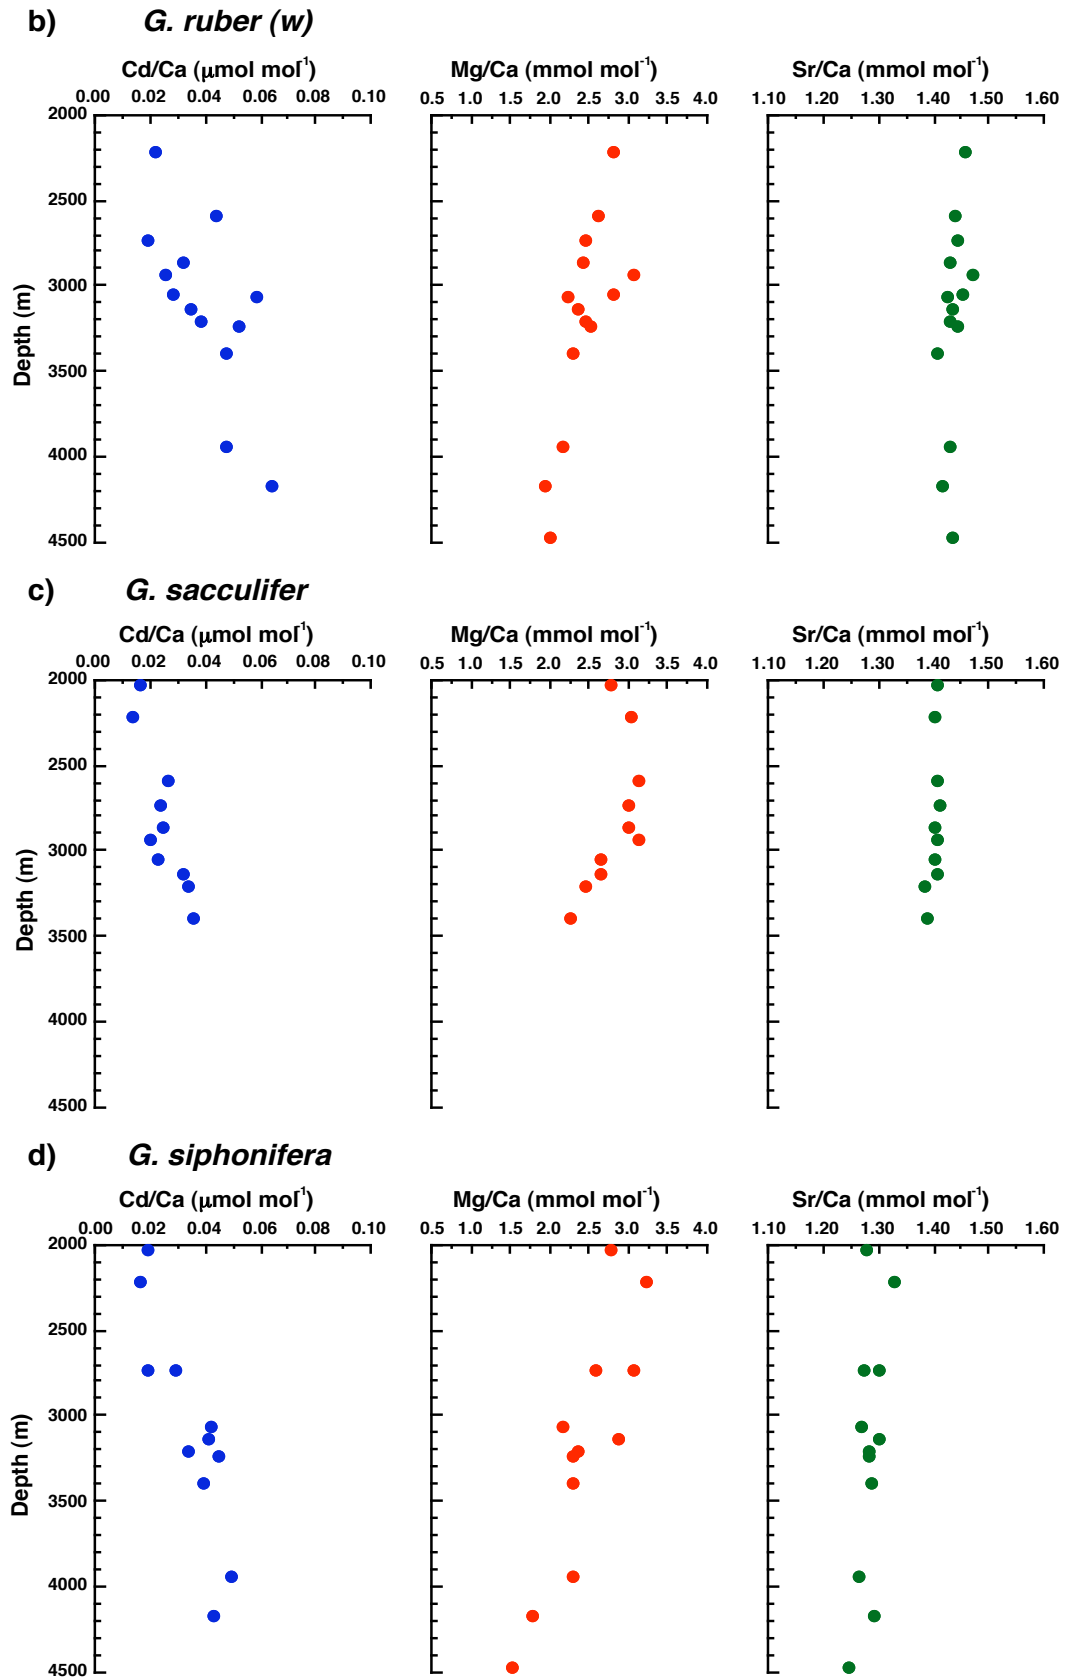 b) G. ruber (w)
Cd/Ca (μmol mol-1) Mg/Ca (mmol mol-1) Sr/Ca (mmol mol-1)
0.00 0.02 0.04 0.06 0.08 0.10 0.5 1.0 1.5 2.0 2.5 3.0 3.5 4.0 1.10 1.20 1.30 1.40 1.50 1.60
2000
2500
3000
Depth (m)
3500
4000
4500
c) G. sacculifer
Cd/Ca (μmol mol-1) Mg/Ca (mmol mol-1) Sr/Ca (mmol mol-1)
0.00 0.02 0.04 0.06 0.08 0.10 0.5 1.0 1.5 2.0 2.5 3.0 3.5 4.0 1.10 1.20 1.30 1.40 1.50 1.60
2000
2500
3000
Depth (m)
3500
4000
4500
d) G. siphonifera
Cd/Ca (μmol mol-1) Mg/Ca (mmol mol-1) Sr/Ca (mmol mol-1)
0.00 0.02 0.04 0.06 0.08 0.10 0.5 1.0 1.5 2.0 2.5 3.0 3.5 4.0 1.10 1.20 1.30 1.40 1.50 1.60
2000
2500
3000
Depth (m)
3500
4000
4500